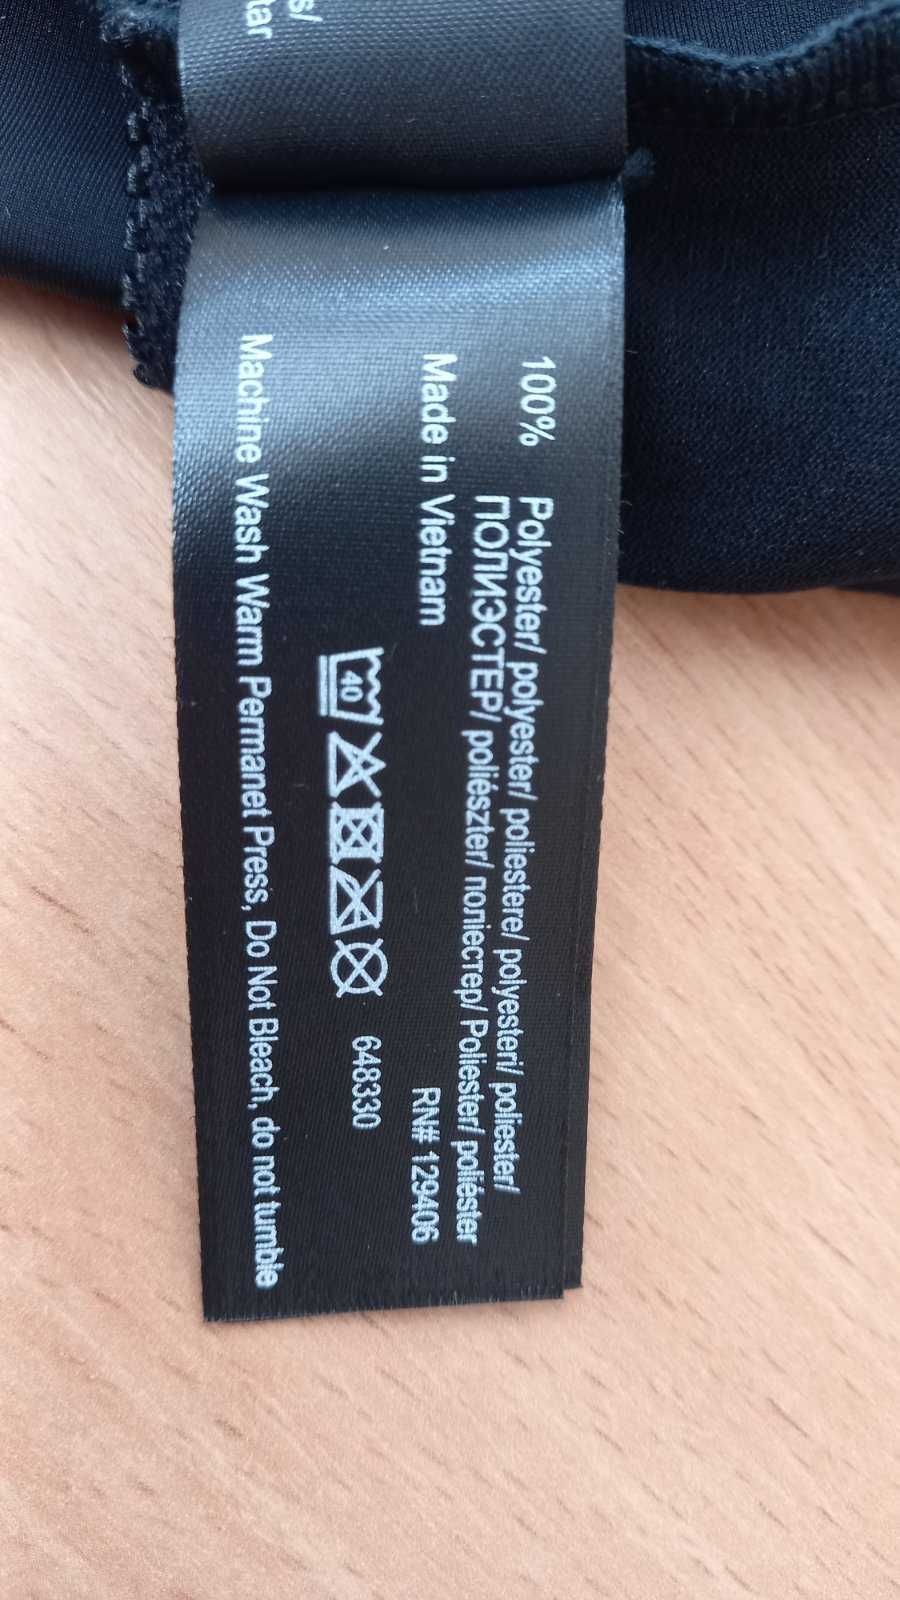 s/
tar
100% Polyester/ polyester/ poliestere/ polyesteri/ poliester/
ПОЛИЭСТЕР/ poliészter/ поліестер/ Poliester/ poliéster
Made in Vietnam RN# 129406
40 648330
Machine Wash Warm Permanet Press, Do Not Bleach, do not tumble